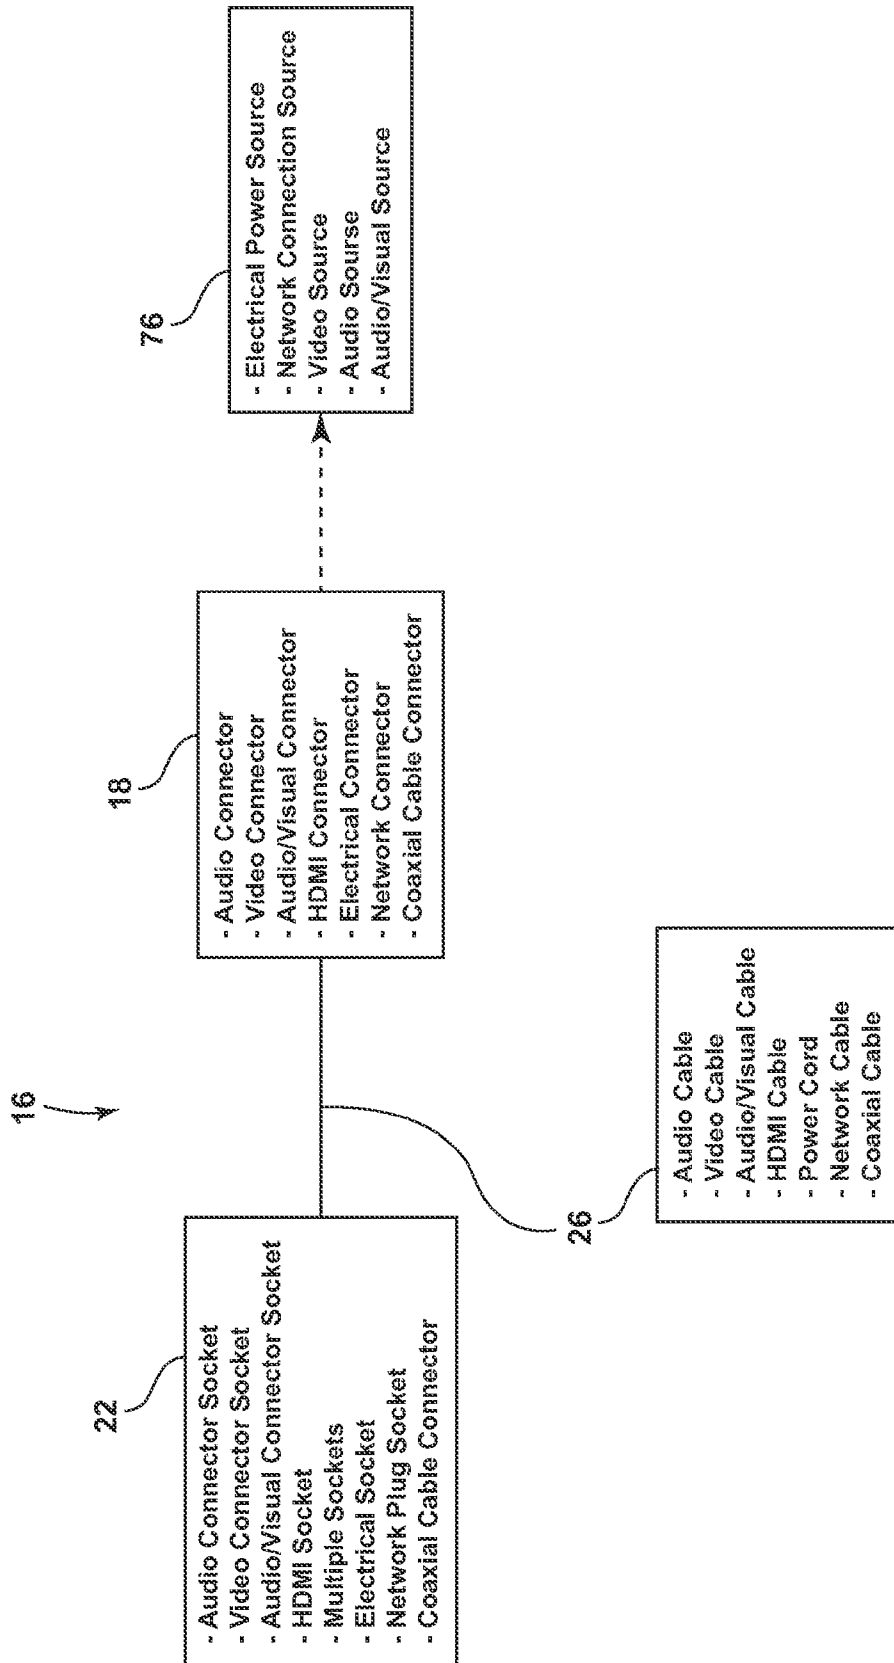 16
22
- Audio Connector Socket
- Video Connector Socket
- Audio/Visual Connector Socket
- HDMI Socket
- Multiple Sockets
- Electrical Socket
- Network Plug Socket
- Coaxial Cable Connector
18
- Audio Connector
- Video Connector
- Audio/Visual Connector
- HDMI Connector
- Electrical Connector
- Network Connector
- Coaxial Cable Connector
76
- Electrical Power Source
- Network Connection Source
- Video Source
- Audio Sourse
- Audio/Visual Source
26
- Audio Cable
- Video Cable
- Audio/Visual Cable
- HDMI Cable
- Power Cord
- Network Cable
- Coaxial Cable